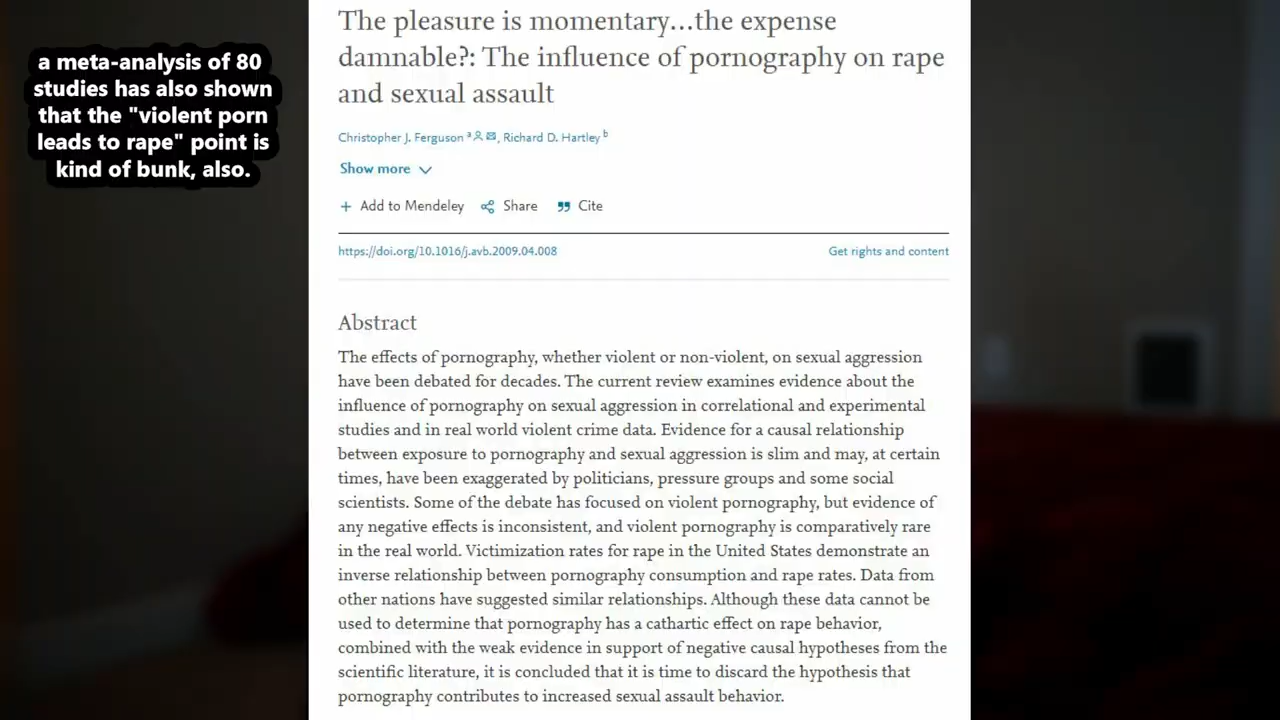 a meta-analysis of 80
studies has also shown
that the "violent porn
leads to rape" point is
kind of bunk, also.
The pleasure is momentary…the expense
damnable?: The influence of pornography on rape
and sexual assault
Christopher J. Ferguson a, Richard D. Hartley b
Show more
+ Add to Mendeley Share Cite
https://doi.org/10.1016/j.avb.2009.04.008 Get rights and content
Abstract
The effects of pornography, whether violent or non-violent, on sexual aggression
have been debated for decades. The current review examines evidence about the
influence of pornography on sexual aggression in correlational and experimental
studies and in real world violent crime data. Evidence for a causal relationship
between exposure to pornography and sexual aggression is slim and may, at certain
times, have been exaggerated by politicians, pressure groups and some social
scientists. Some of the debate has focused on violent pornography, but evidence of
any negative effects is inconsistent, and violent pornography is comparatively rare
in the real world. Victimization rates for rape in the United States demonstrate an
inverse relationship between pornography consumption and rape rates. Data from
other nations have suggested similar relationships. Although these data cannot be
used to determine that pornography has a cathartic effect on rape behavior,
combined with the weak evidence in support of negative causal hypotheses from the
scientific literature, it is concluded that it is time to discard the hypothesis that
pornography contributes to increased sexual assault behavior.